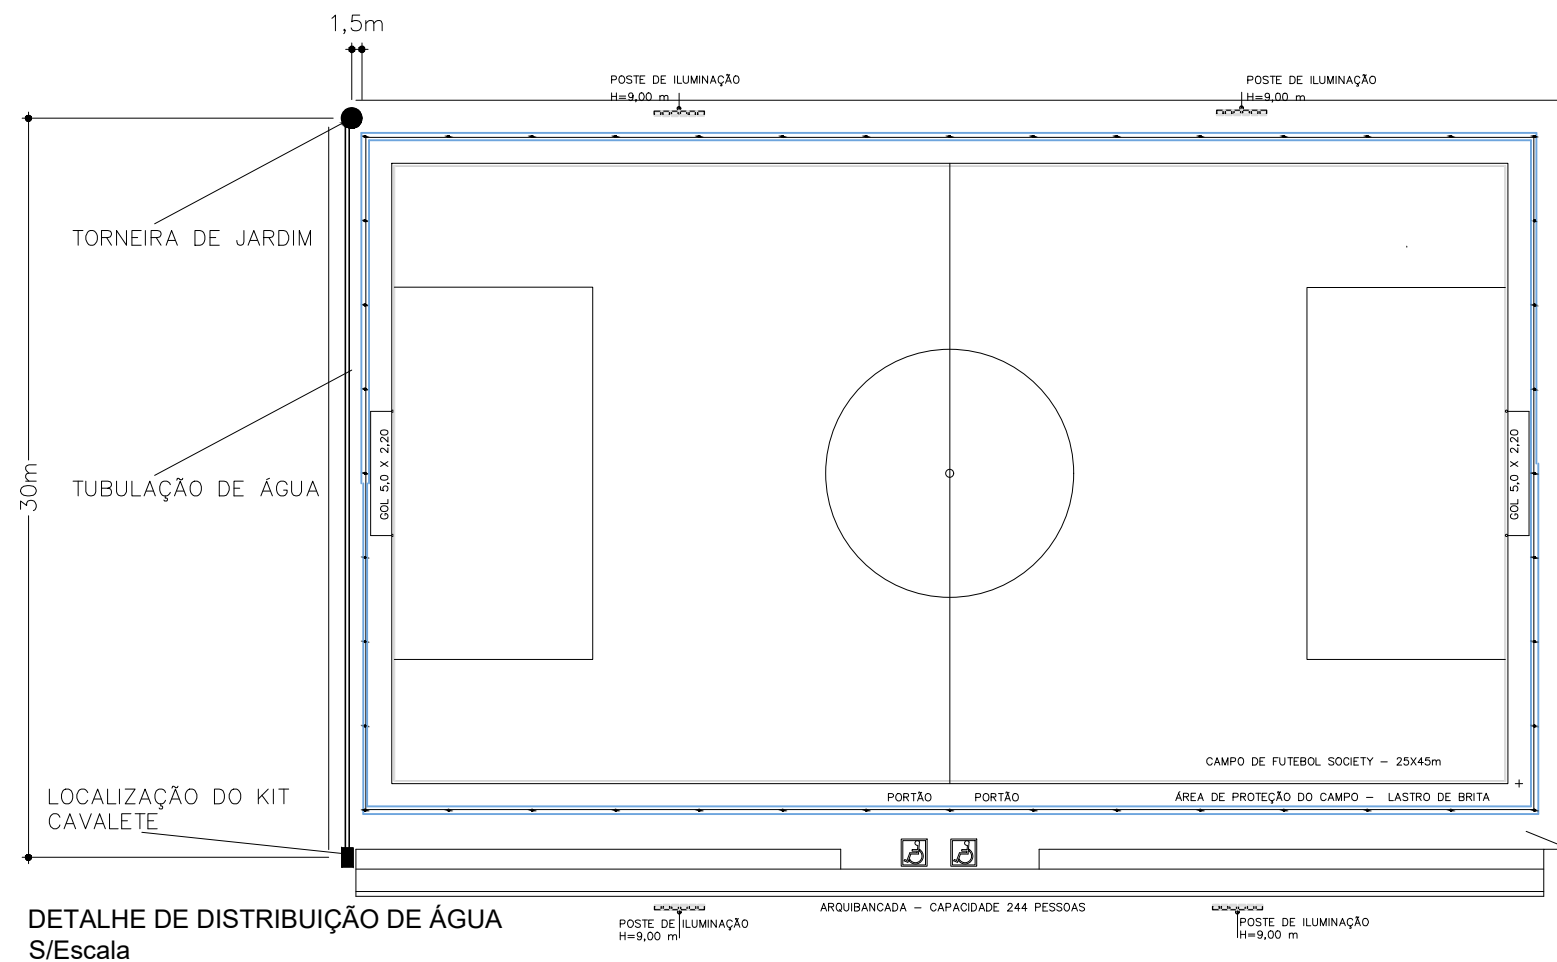 1,5m
POSTE DE ILUMINAÇÃO
H=9,00 m
POSTE DE ILUMINAÇÃO
H=9,00 m
TORNEIRA DE JARDIM
30m
TUBULAÇÃO DE ÁGUA
GOL 5,0 X 2,20
GOL 5,0 X 2,20
CAMPO DE FUTEBOL SOCIETY – 25X45m
LOCALIZAÇÃO DO KIT
CAVALETE
PORTÃO
PORTÃO
ÁREA DE PROTEÇÃO DO CAMPO – LASTRO DE BRITA
ARQUIBANCADA – CAPACIDADE 244 PESSOAS
POSTE DE ILUMINAÇÃO
H=9,00 m
POSTE DE ILUMINAÇÃO
H=9,00 m
DETALHE DE DISTRIBUIÇÃO DE ÁGUA
S/Escala